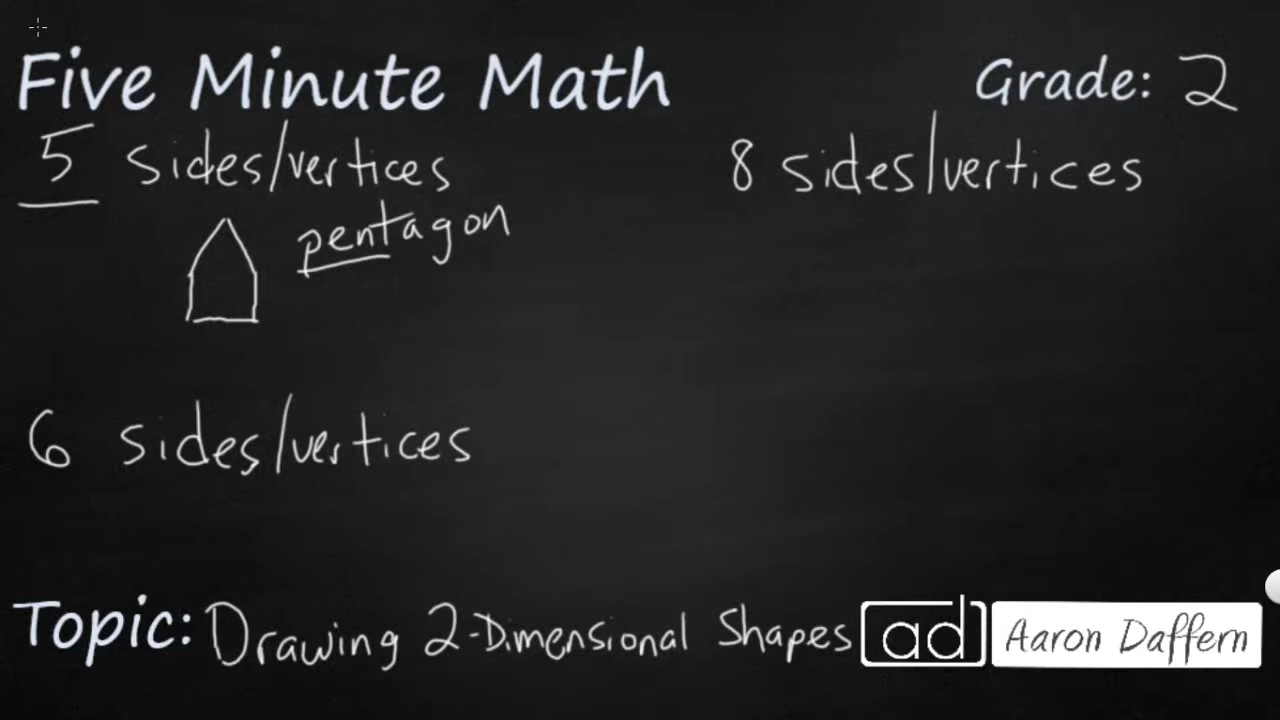 Five Minute Math
Grade: 2
5 sides/vertices
pentagon
8 sides/vertices
6 sides/vertices
Topic: Drawing 2-Dimensional Shapes
ad Aaron Daffern